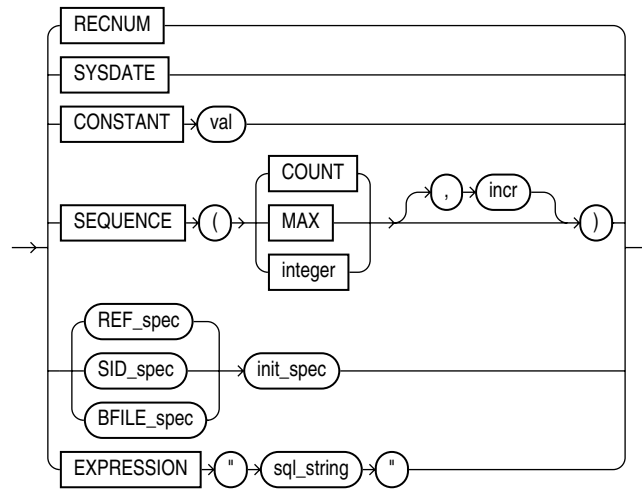 RECNUM
SYSDATE
CONSTANT val
COUNT
, incr
SEQUENCE ( MAX )
integer
REF_spec
SID_spec init_spec
BFILE_spec
EXPRESSION " sql_string "